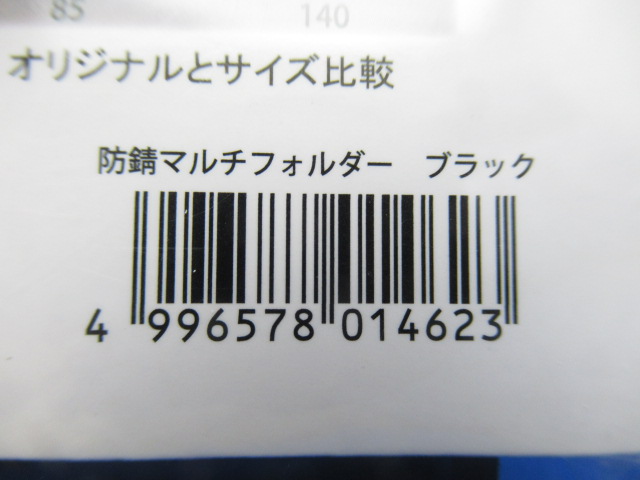 85 140
オリジナルとサイズ比較
防錆マルチフォルダー　ブラック
4 996578 014623